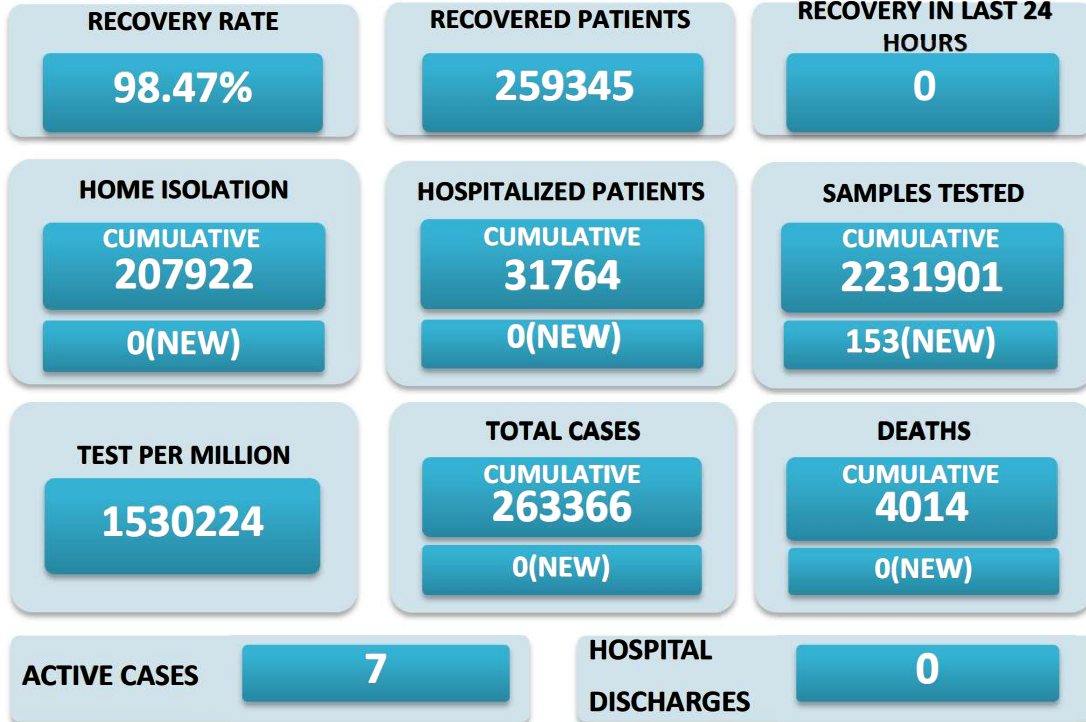 RECOVERY RATE
98.47%
RECOVERED PATIENTS
259345
RECOVERY IN LAST 24
HOURS
0
HOME ISOLATION
CUMULATIVE
207922
0(NEW)
HOSPITALIZED PATIENTS
CUMULATIVE
31764
0(NEW)
SAMPLES TESTED
CUMULATIVE
2231901
153(NEW)
TEST PER MILLION
1530224
TOTAL CASES
CUMULATIVE
263366
0(NEW)
DEATHS
CUMULATIVE
4014
0(NEW)
ACTIVE CASES
7
HOSPITAL
DISCHARGES
0